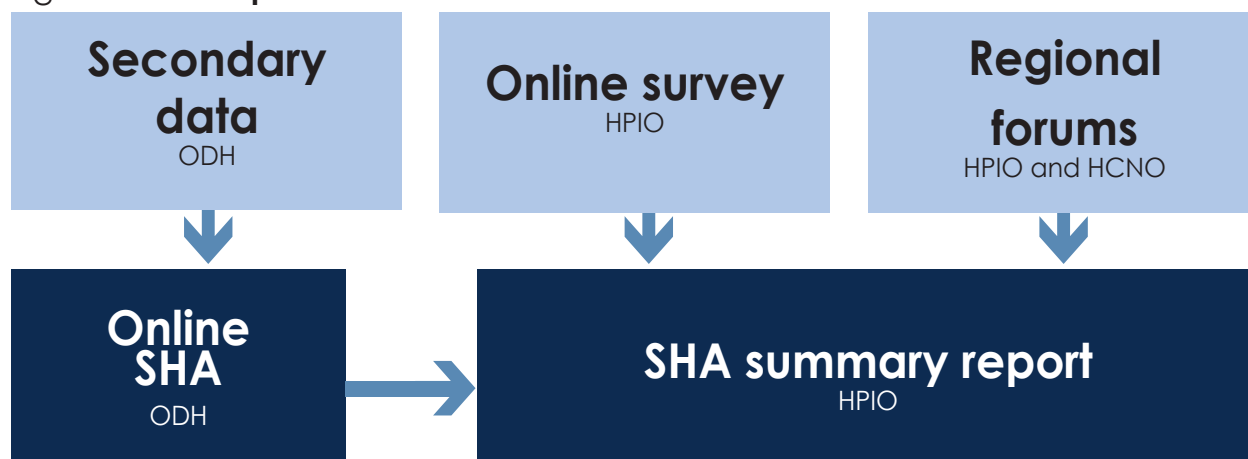 Secondary
data
ODH
Online survey
HPIO
Regional
forums
HPIO and HCNO
Online
SHA
ODH
SHA summary report
HPIO